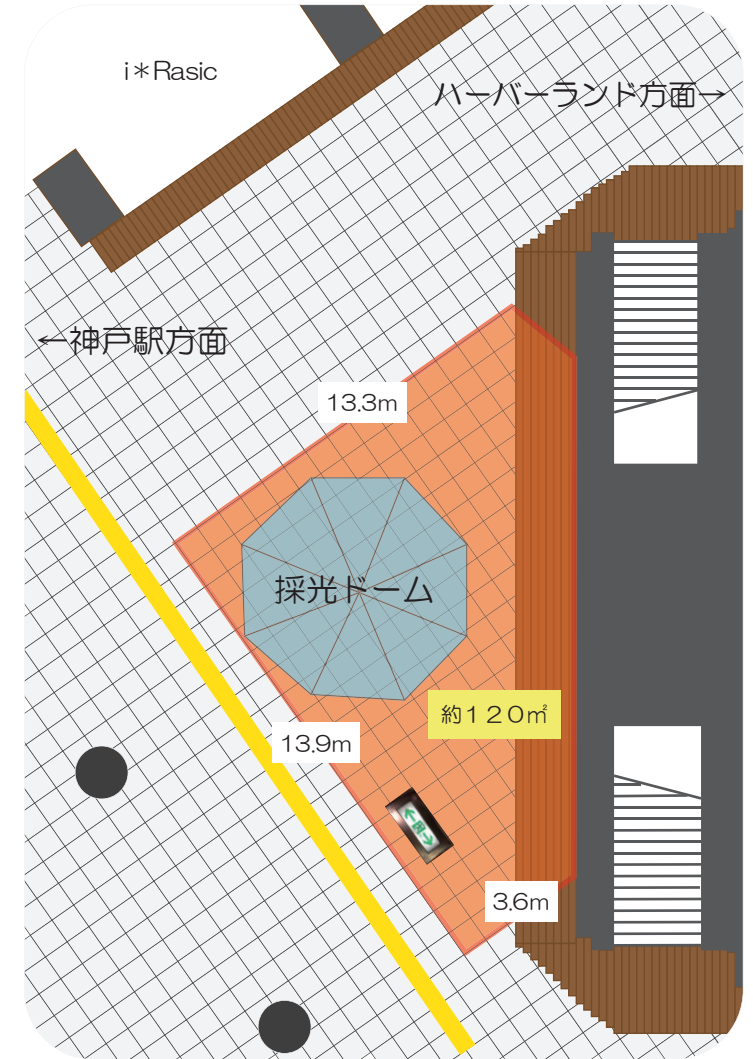 i＊Rasic
ハーバーランド方面→
←神戸駅方面
13.3m
採光ドーム
約１２０㎡
13.9m
3.6m